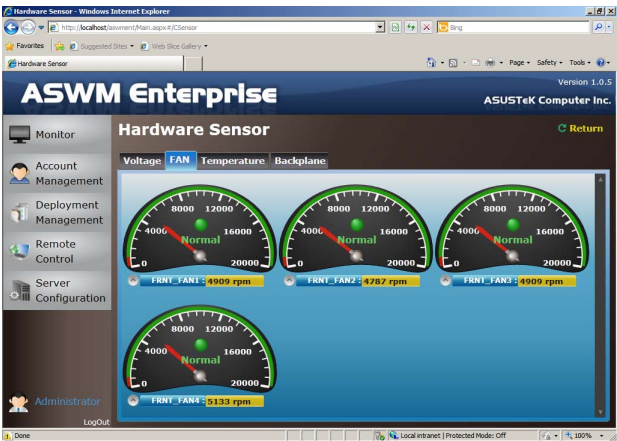 Hardware Sensor - Windows Internet Explorer
http://localhost/aswment/Main.aspx#/CSensor
Bing
Favorites Suggested Sites Web Slice Gallery
Hardware Sensor
Page Safety Tools
Version 1.0.5
ASWM Enterprise
ASUSTeK Computer Inc.
Monitor
Account Management
Deployment Management
Remote Control
Server Configuration
Administrator
LogOut
Hardware Sensor
Return
Voltage FAN Temperature Backplane
0 4000 8000 12000 16000 20000
Normal
FRNT_FAN1 : 4909 rpm
0 4000 8000 12000 16000 20000
Normal
FRNT_FAN2 : 4787 rpm
0 4000 8000 12000 16000 20000
Normal
FRNT_FAN3 : 4909 rpm
0 4000 8000 12000 16000 20000
Normal
FRNT_FAN4 : 5133 rpm
Done
Local intranet | Protected Mode: Off
100%